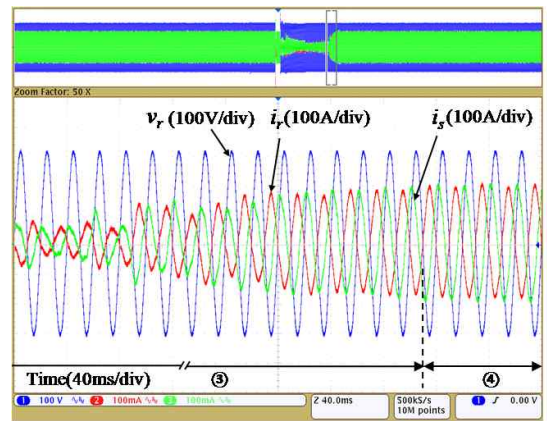 Zoom Factor: 50 X
v_r (100V/div) i_r(100A/div) i_s(100A/div)
Time(40ms/div) ③ ④
1 100 V 2 100mA 3 100mA Z 40.0ms 500kS/s 1 0.00 V
10M points